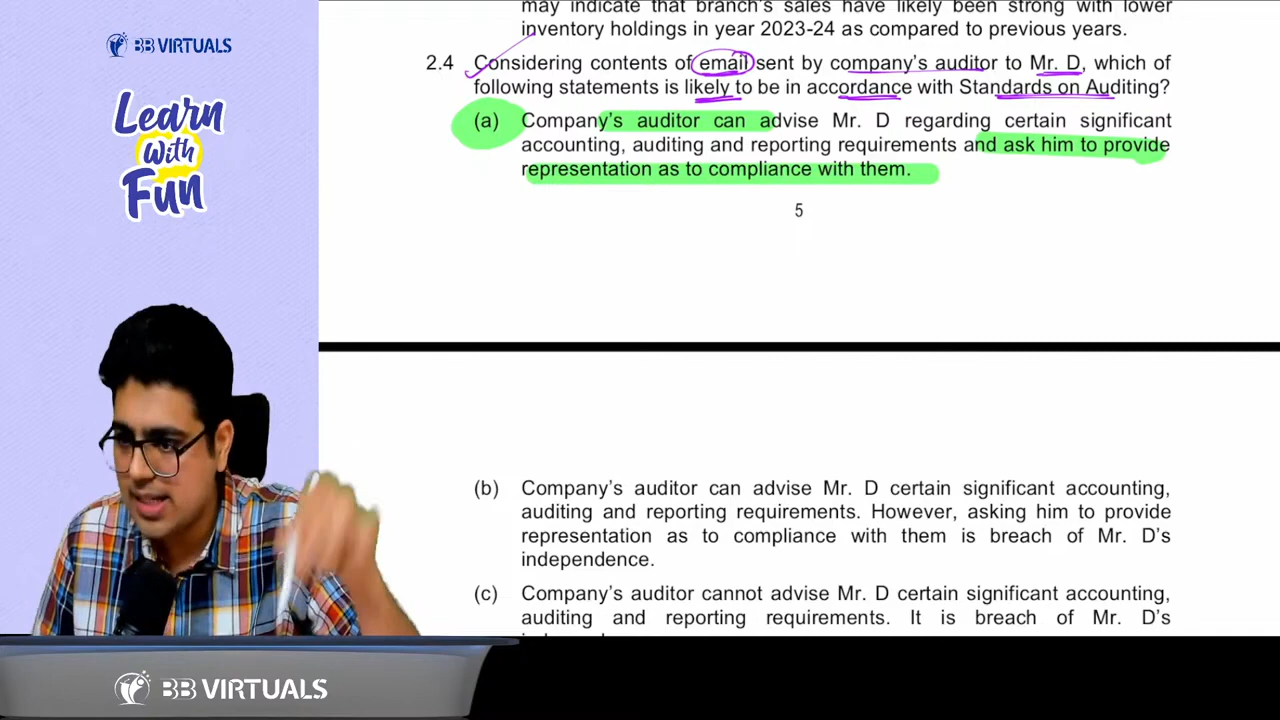 BB VIRTUALS
Learn
With
Fun
may indicate that branch's sales have likely been strong with lower
inventory holdings in year 2023-24 as compared to previous years.
2.4 Considering contents of email sent by company's auditor to Mr. D, which of
following statements is likely to be in accordance with Standards on Auditing?
(a) Company's auditor can advise Mr. D regarding certain significant
accounting, auditing and reporting requirements and ask him to provide
representation as to compliance with them.
5
(b) Company's auditor can advise Mr. D certain significant accounting,
auditing and reporting requirements. However, asking him to provide
representation as to compliance with them is breach of Mr. D's
independence.
(c) Company's auditor cannot advise Mr. D certain significant accounting,
auditing and reporting requirements. It is breach of Mr. D's
BB VIRTUALS